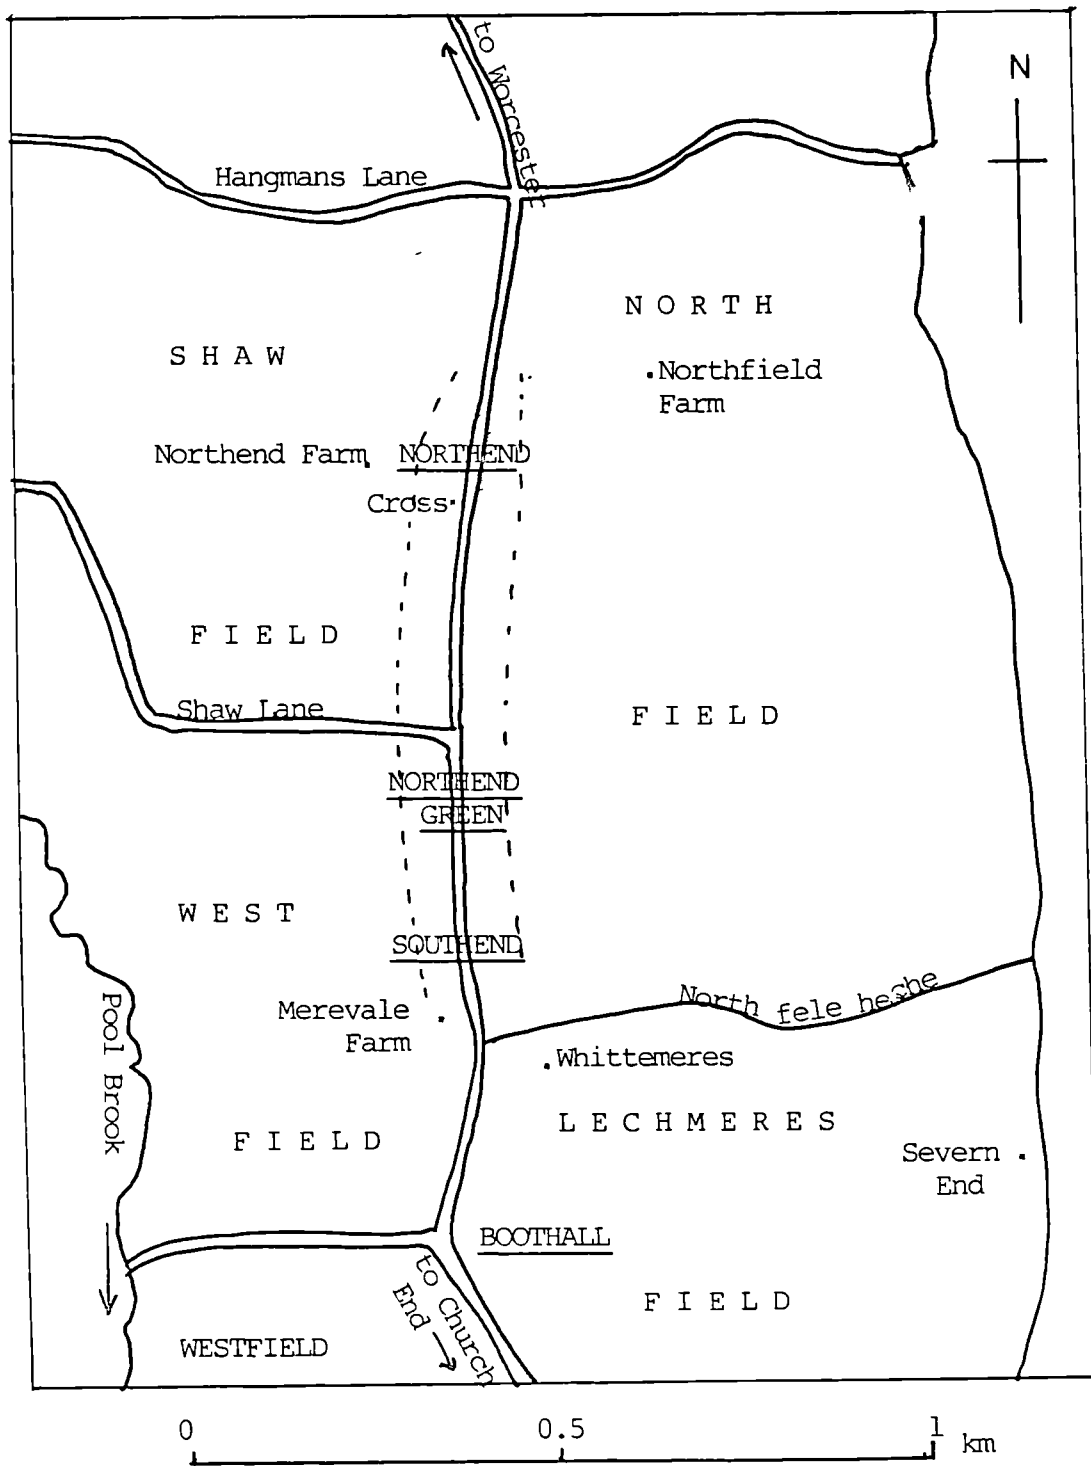 to Worcester
N
Hangmans Lane
NORTH
SHAW
Northfield
Farm
Northend Farm
NORTHEND
Cross
FIELD
Shaw Lane
FIELD
NORTHEND
GREEN
WEST
SOUTHEND
North fele
Pool Brook
Merevale
Farm
Whittemeres
LECHMERES
FIELD
Severn
End
BOOTHALL
to Church
End
FIELD
WESTFIELD
0 0.5 1 km